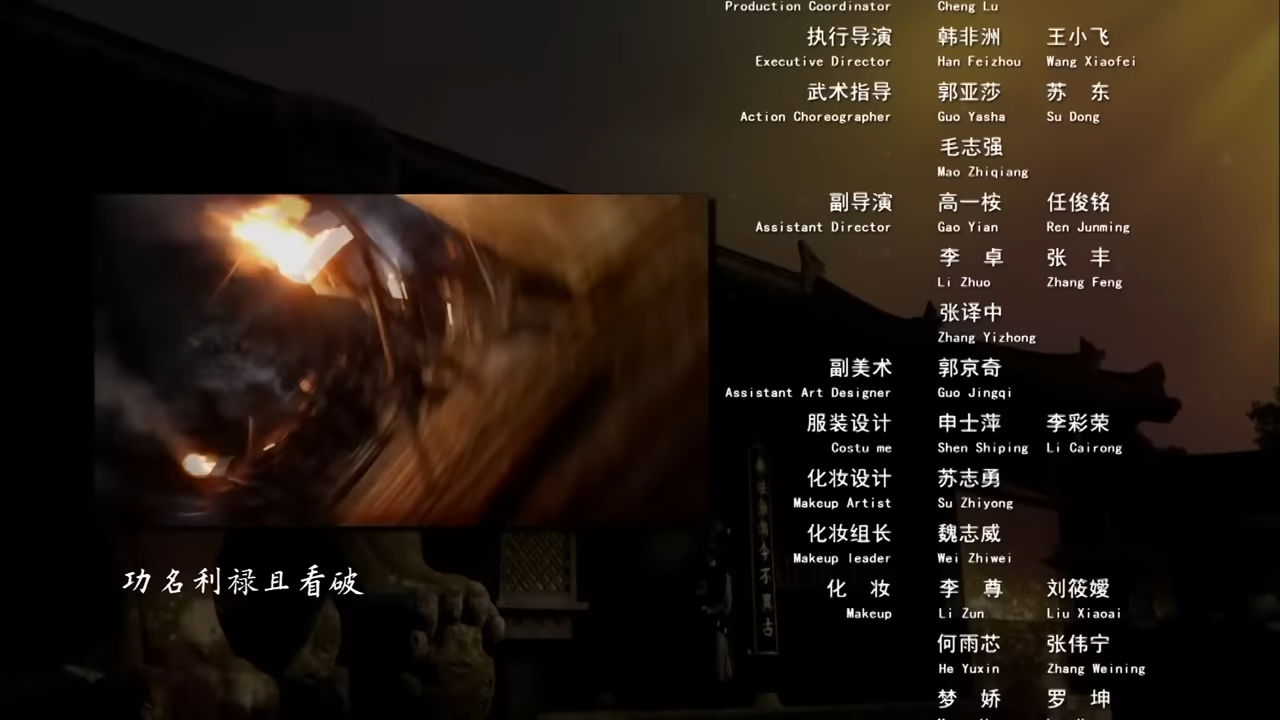 Production Coordinator Cheng Lu
执行导演 韩非洲 王小飞
Executive Director Han Feizhou Wang Xiaofei
武术指导 郭亚莎 苏 东
Action Choreographer Guo Yasha Su Dong
毛志强
Mao Zhiqiang
副导演 高一桉 任俊铭
Assistant Director Gao Yian Ren Junming
李 卓 张 丰
Li Zhuo Zhang Feng
张译中
Zhang Yizhong
副美术 郭京奇
Assistant Art Designer Guo Jingqi
服装设计 申士萍 李彩荣
Costu me Shen Shiping Li Cairong
化妆设计 苏志勇
Makeup Artist Su Zhiyong
化妆组长 魏志威
Makeup leader Wei Zhiwei
化 妆 李 尊 刘筱嫒
Makeup Li Zun Liu Xiaoai
何雨芯 张伟宁
He Yuxin Zhang Weining
梦 娇 罗 坤
功名利禄且看破